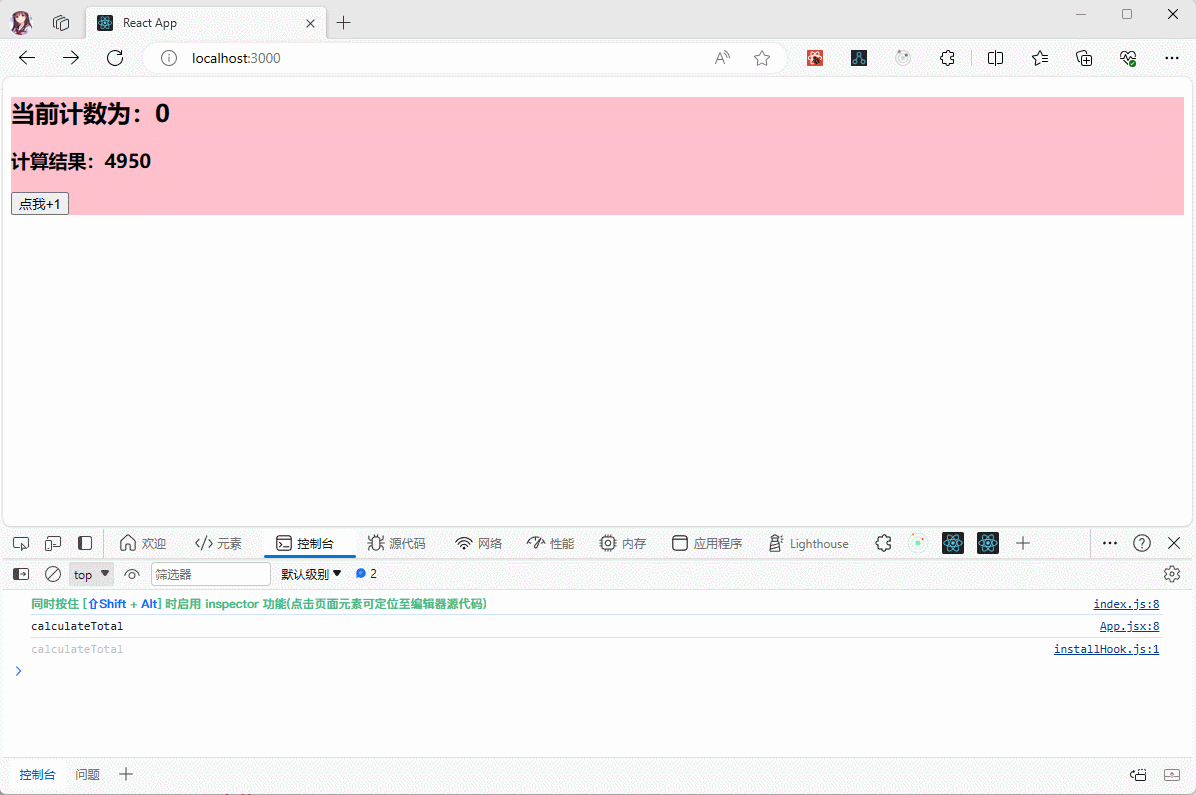 React App
localhost:3000
当前计数为：0
计算结果：4950
点我+1
欢迎 </> 元素 控制台 源代码 网络 性能 内存 应用程序 Lighthouse
top 筛选器 默认级别 2
同时按住 [⇧Shift + Alt] 时启用 inspector 功能(点击页面元素可定位至编辑器源代码) index.js:8
calculateTotal App.jsx:8
calculateTotal installHook.js:1
控制台 问题